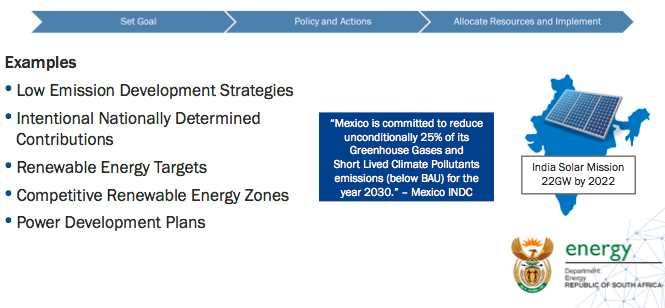 Set Goal
Policy and Actions
Allocate Resources and Implement
Examples
• Low Emission Development Strategies
• Intentional Nationally Determined
Contributions
• Renewable Energy Targets
• Competitive Renewable Energy Zones
• Power Development Plans
“Mexico is committed to reduce
unconditionally 25% of its
Greenhouse Gases and
Short Lived Climate Pollutants
emissions (below BAU) for the
year 2030.” – Mexico INDC
India Solar Mission
22GW by 2022
energy
Department:
Energy
REPUBLIC OF SOUTH AFRICA